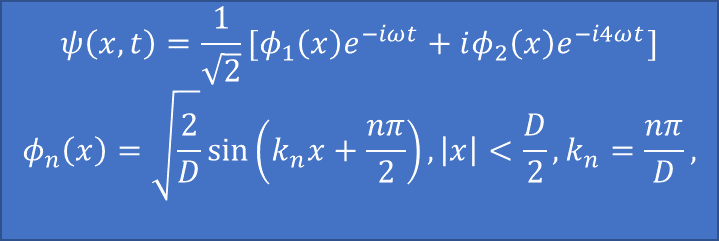 ψ(x, t) = 1/√2 [ϕ₁(x)e^{−iωt} + iϕ₂(x)e^{−i4ωt}]
ϕₙ(x) = √(2/D) sin (kₙx + nπ/2), |x| < D/2, kₙ = nπ/D,